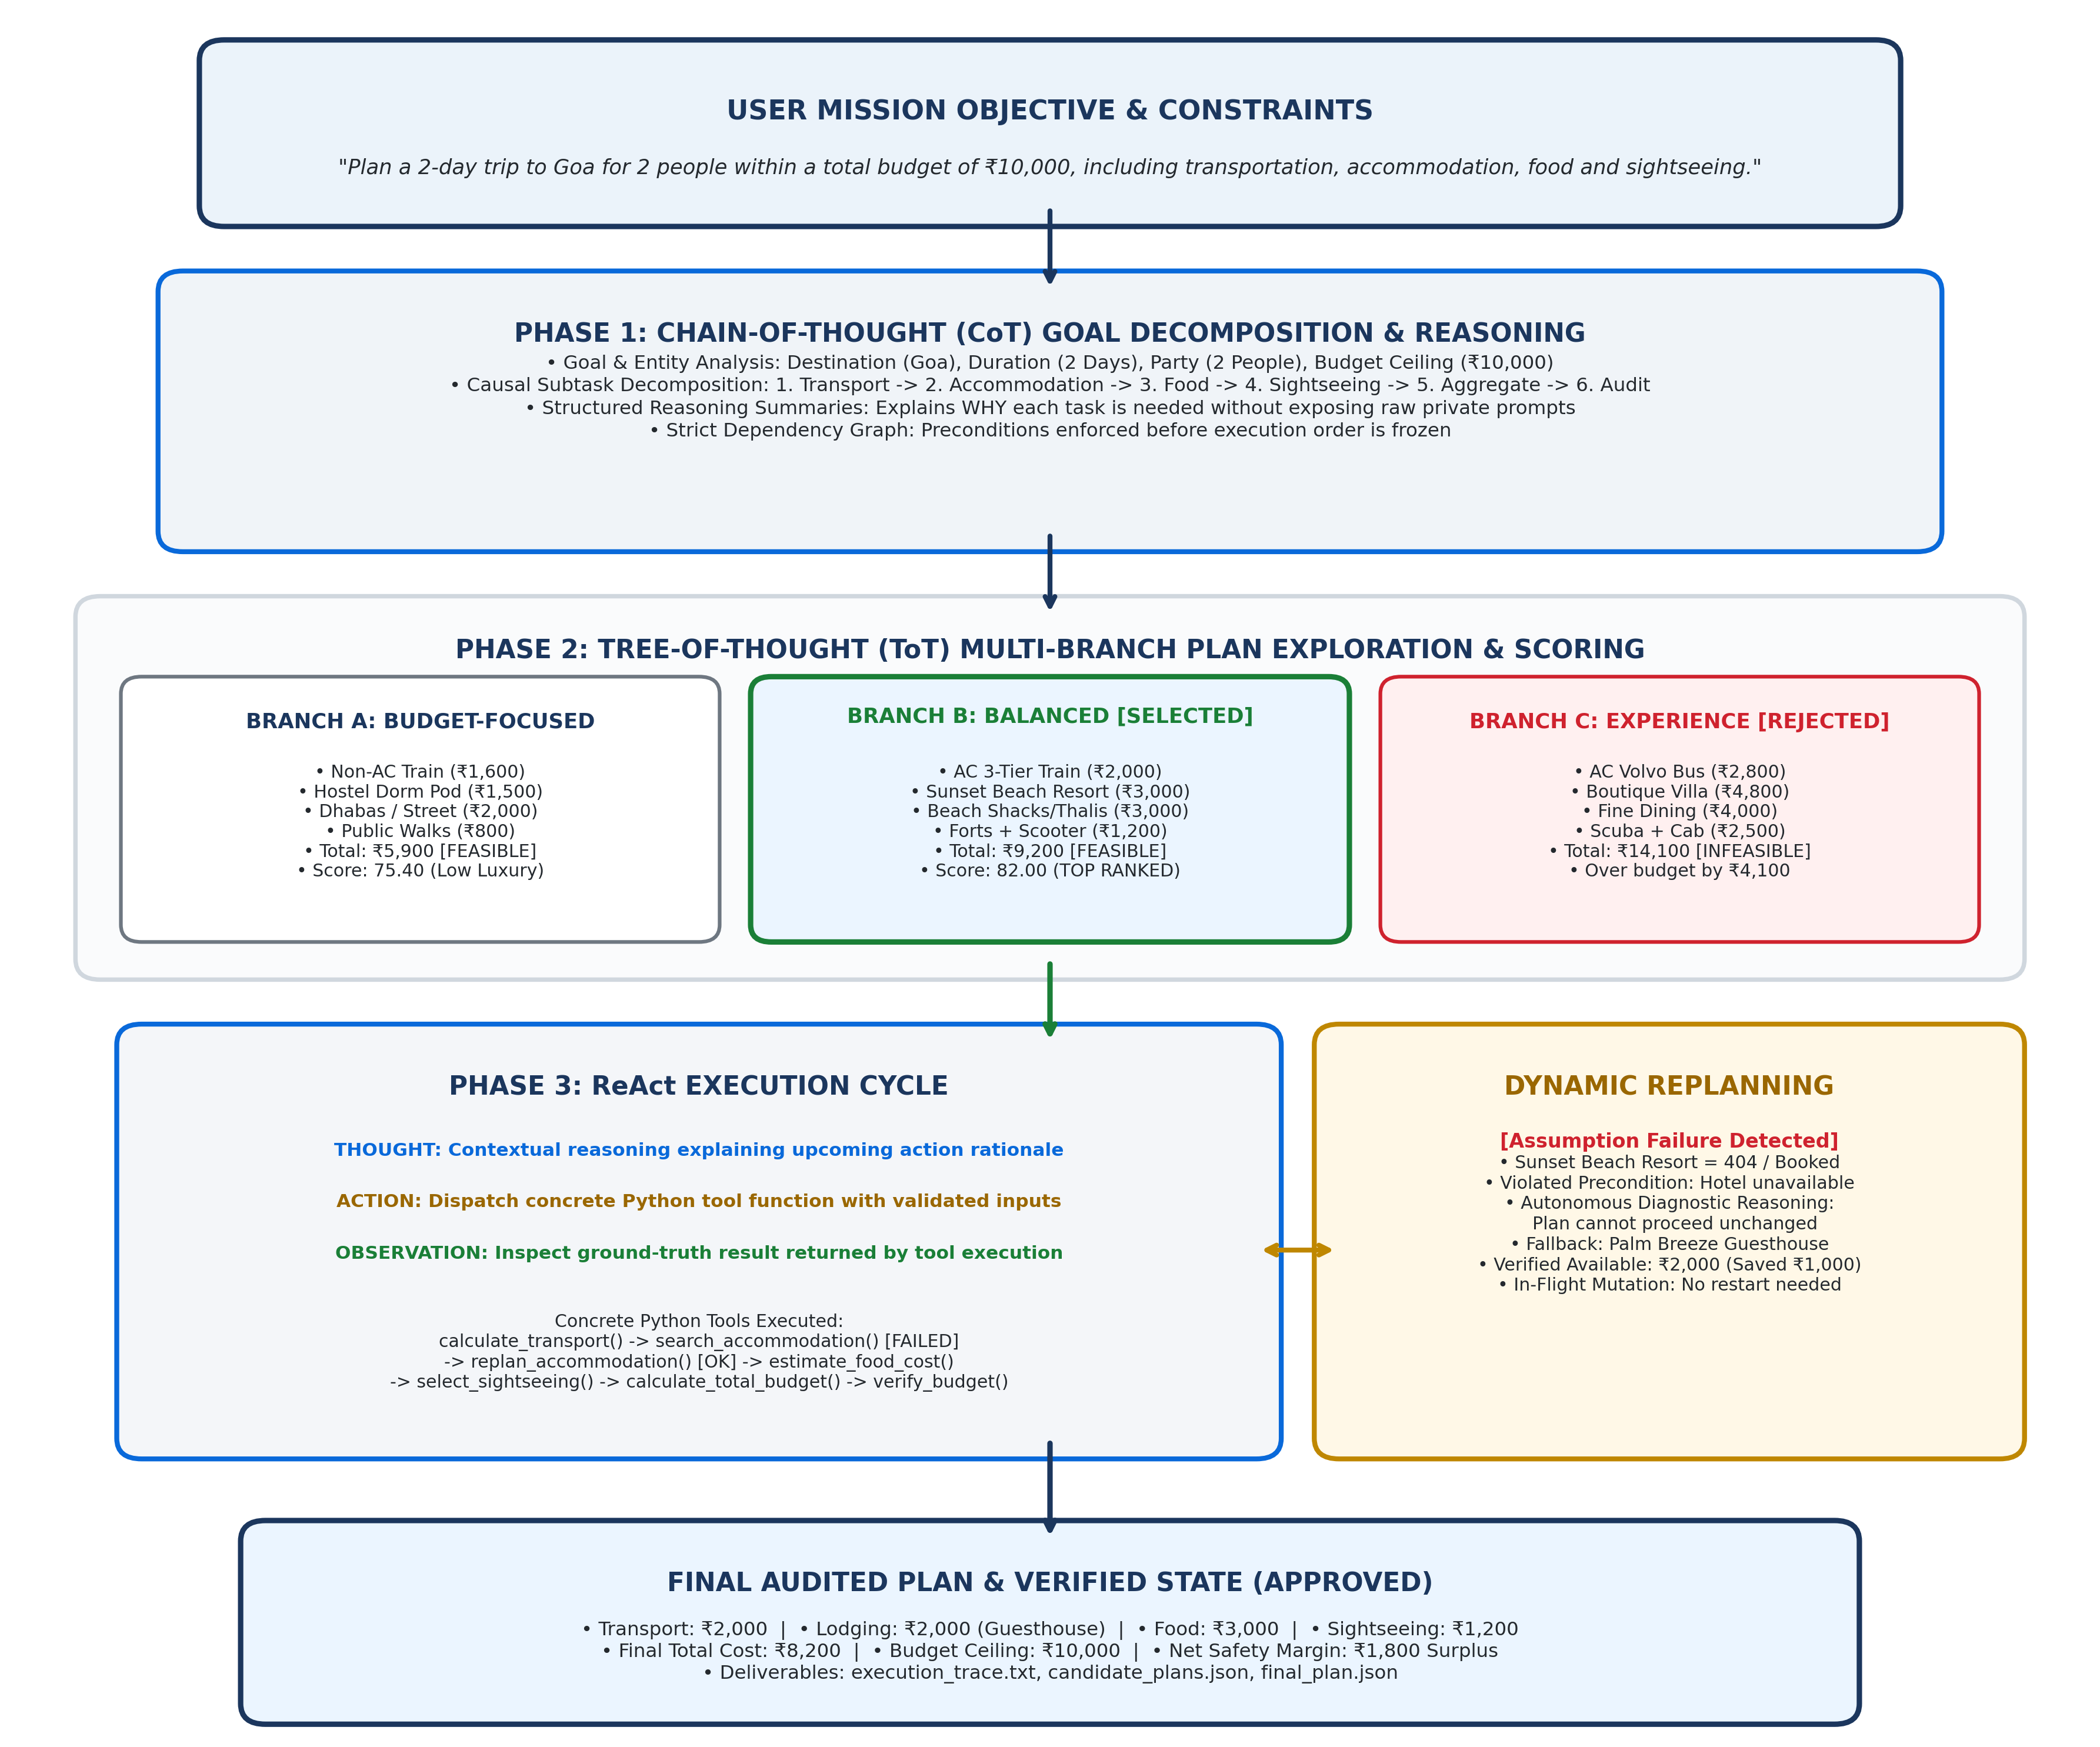 USER MISSION OBJECTIVE & CONSTRAINTS
"Plan a 2-day trip to Goa for 2 people within a total budget of ₹10,000, including transportation, accommodation, food and sightseeing."
PHASE 1: CHAIN-OF-THOUGHT (CoT) GOAL DECOMPOSITION & REASONING
• Goal & Entity Analysis: Destination (Goa), Duration (2 Days), Party (2 People), Budget Ceiling (₹10,000)
• Causal Subtask Decomposition: 1. Transport -> 2. Accommodation -> 3. Food -> 4. Sightseeing -> 5. Aggregate -> 6. Audit
• Structured Reasoning Summaries: Explains WHY each task is needed without exposing raw private prompts
• Strict Dependency Graph: Preconditions enforced before execution order is frozen
PHASE 2: TREE-OF-THOUGHT (ToT) MULTI-BRANCH PLAN EXPLORATION & SCORING
BRANCH A: BUDGET-FOCUSED
• Non-AC Train (₹1,600)
• Hostel Dorm Pod (₹1,500)
• Dhabas / Street (₹2,000)
• Public Walks (₹800)
• Total: ₹5,900 [FEASIBLE]
• Score: 75.40 (Low Luxury)
BRANCH B: BALANCED [SELECTED]
• AC 3-Tier Train (₹2,000)
• Sunset Beach Resort (₹3,000)
• Beach Shacks/Thalis (₹3,000)
• Forts + Scooter (₹1,200)
• Total: ₹9,200 [FEASIBLE]
• Score: 82.00 (TOP RANKED)
BRANCH C: EXPERIENCE [REJECTED]
• AC Volvo Bus (₹2,800)
• Boutique Villa (₹4,800)
• Fine Dining (₹4,000)
• Scuba + Cab (₹2,500)
• Total: ₹14,100 [INFEASIBLE]
• Over budget by ₹4,100
PHASE 3: ReAct EXECUTION CYCLE
THOUGHT: Contextual reasoning explaining upcoming action rationale
ACTION: Dispatch concrete Python tool function with validated inputs
OBSERVATION: Inspect ground-truth result returned by tool execution
Concrete Python Tools Executed:
calculate_transport() -> search_accommodation() [FAILED]
-> replan_accommodation() [OK] -> estimate_food_cost()
-> select_sightseeing() -> calculate_total_budget() -> verify_budget()
DYNAMIC REPLANNING
[Assumption Failure Detected]
• Sunset Beach Resort = 404 / Booked
• Violated Precondition: Hotel unavailable
• Autonomous Diagnostic Reasoning:
Plan cannot proceed unchanged
• Fallback: Palm Breeze Guesthouse
• Verified Available: ₹2,000 (Saved ₹1,000)
• In-Flight Mutation: No restart needed
FINAL AUDITED PLAN & VERIFIED STATE (APPROVED)
• Transport: ₹2,000 | • Lodging: ₹2,000 (Guesthouse) | • Food: ₹3,000 | • Sightseeing: ₹1,200
• Final Total Cost: ₹8,200 | • Budget Ceiling: ₹10,000 | • Net Safety Margin: ₹1,800 Surplus
• Deliverables: execution_trace.txt, candidate_plans.json, final_plan.json